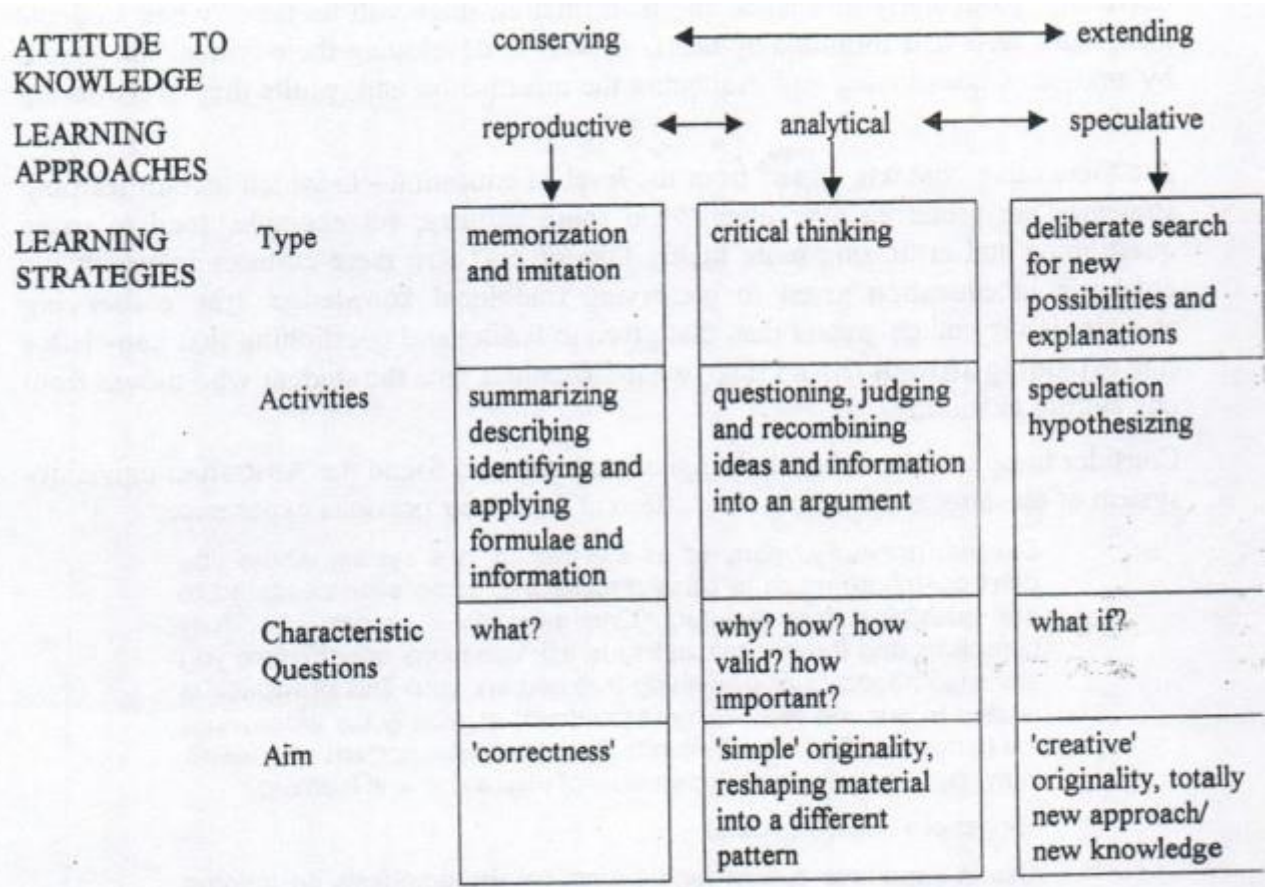 ATTITUDE TO conserving extending
KNOWLEDGE
LEARNING reproductive analytical speculative
APPROACHES
LEARNING
STRATEGIES
Type
memorization
and imitation
critical thinking
deliberate search
for new
possibilities and
explanations
Activities
summarizing
describing
identifying and
applying
formulae and
information
questioning, judging
and recombining
ideas and information
into an argument
speculation
hypothesizing
Characteristic
Questions
what?
why? how? how
valid? how
important?
what if?
Aim
'correctness'
'simple' originality,
reshaping material
into a different
pattern
'creative'
originality, totally
new approach/
new knowledge